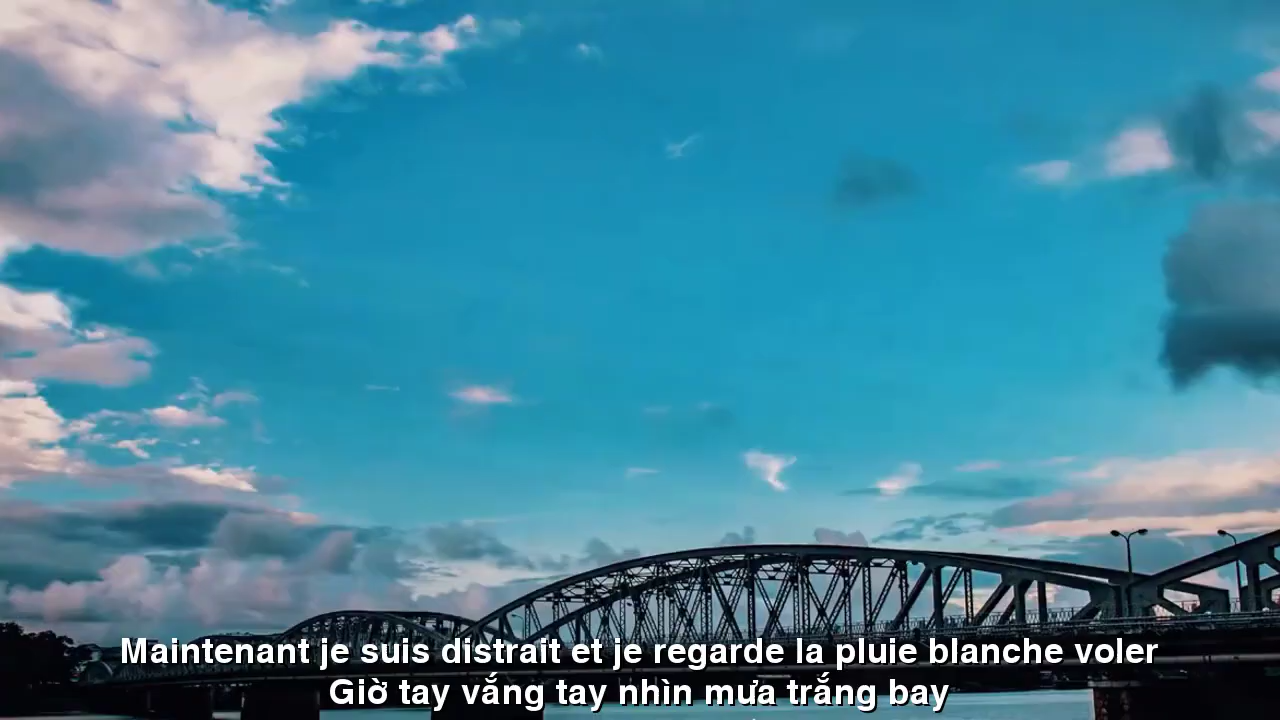 Maintenant je suis distrait et je regarde la pluie blanche voler
Giờ tay vắng tay nhìn mưa trắng bay